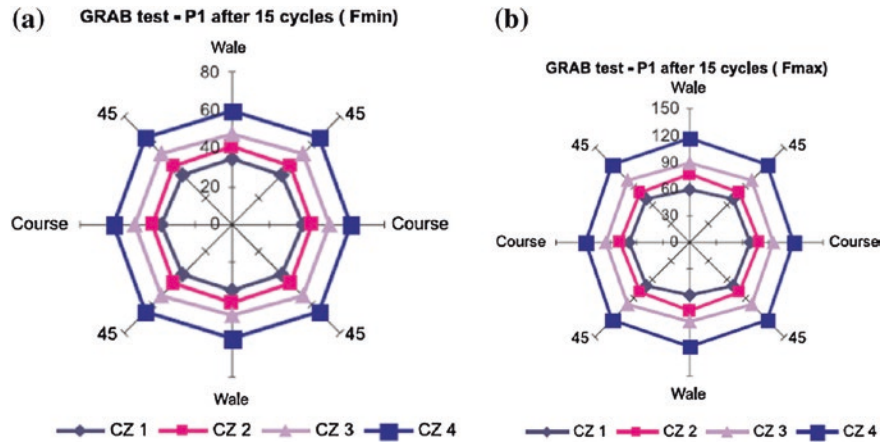 (a)
GRAB test - P1 after 15 cycles ( Fmin)
Wale
80
60
45
45
40
20
Course
0
Course
45
45
Wale
CZ 1
CZ 2
CZ 3
CZ 4
(b)
GRAB test - P1 after 15 cycles ( Fmax)
Wale
150
120
45
45
90
60
30
Course
0
Course
45
45
Wale
CZ 1
CZ 2
CZ 3
CZ 4